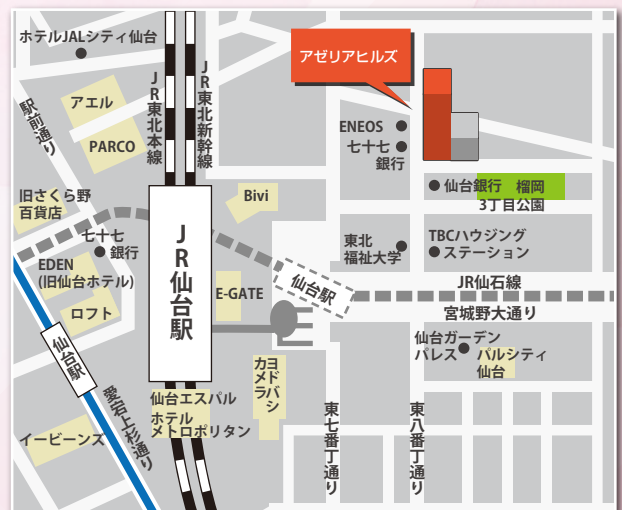 ホテルJALシティ仙台
アゼリアヒルズ
JR東北本線
JR東北新幹線
駅前通り
アエル
PARCO
ENEOS
七十七
銀行
仙台銀行
榴岡
3丁目公園
旧さくら野
百貨店
Bivi
七十七
銀行
JR仙台駅
東北
福祉大学
TBCハウジング
ステーション
EDEN
(旧仙台ホテル)
E-GATE
仙台駅
JR仙石線
宮城野大通り
ロフト
仙台駅
仙台ガーデン
パレス
パルシティ
仙台
ヨドバシ
カメラ
愛宕上杉通り
仙台エスパル
ホテル
メトロポリタン
東七番丁通り
東八番丁通り
イービーンズ